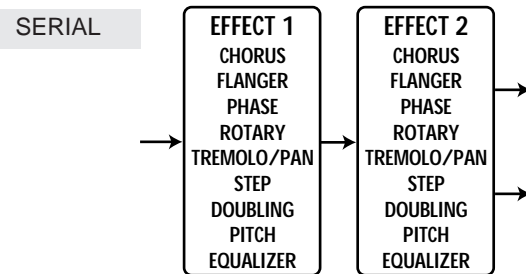 SERIAL
EFFECT 1
CHORUS
FLANGER
PHASE
ROTARY
TREMOLO/PAN
STEP
DOUBLING
PITCH
EQUALIZER
EFFECT 2
CHORUS
FLANGER
PHASE
ROTARY
TREMOLO/PAN
STEP
DOUBLING
PITCH
EQUALIZER